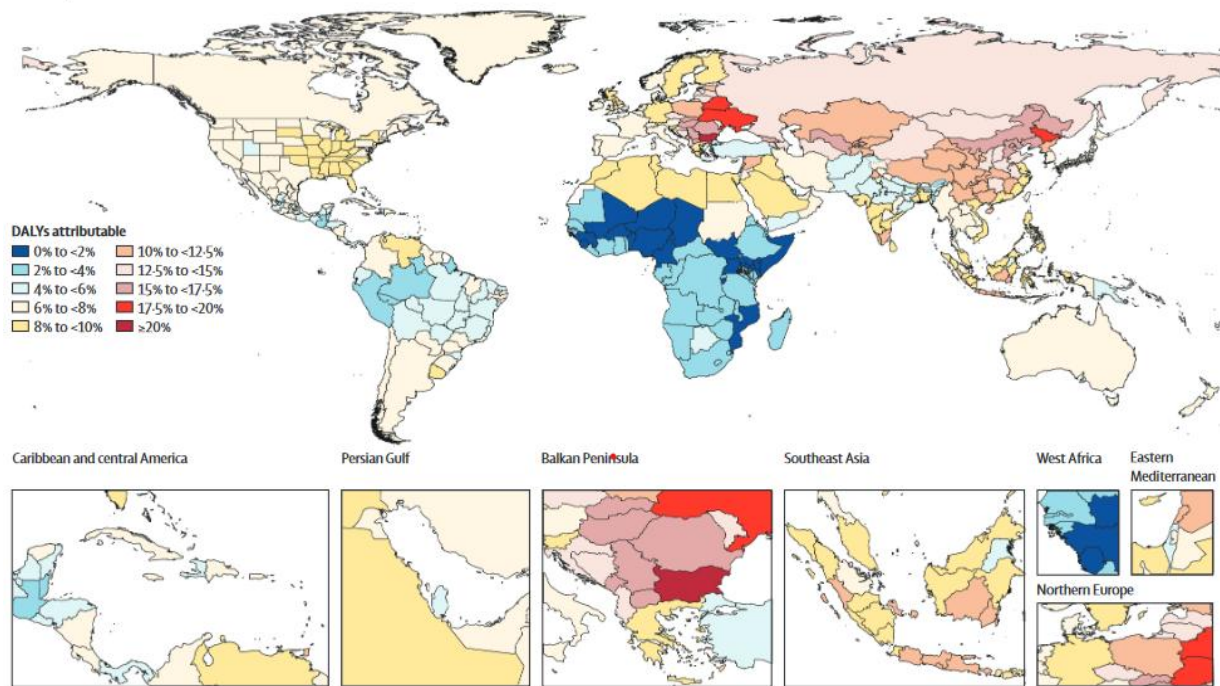 DALYs attributable
0% to <2%
2% to <4%
4% to <6%
6% to <8%
8% to <10%
10% to <12·5%
12·5% to <15%
15% to <17·5%
17·5% to <20%
≥20%
Caribbean and central America
Persian Gulf
Balkan Peninsula
Southeast Asia
West Africa
Eastern
Mediterranean
Northern Europe